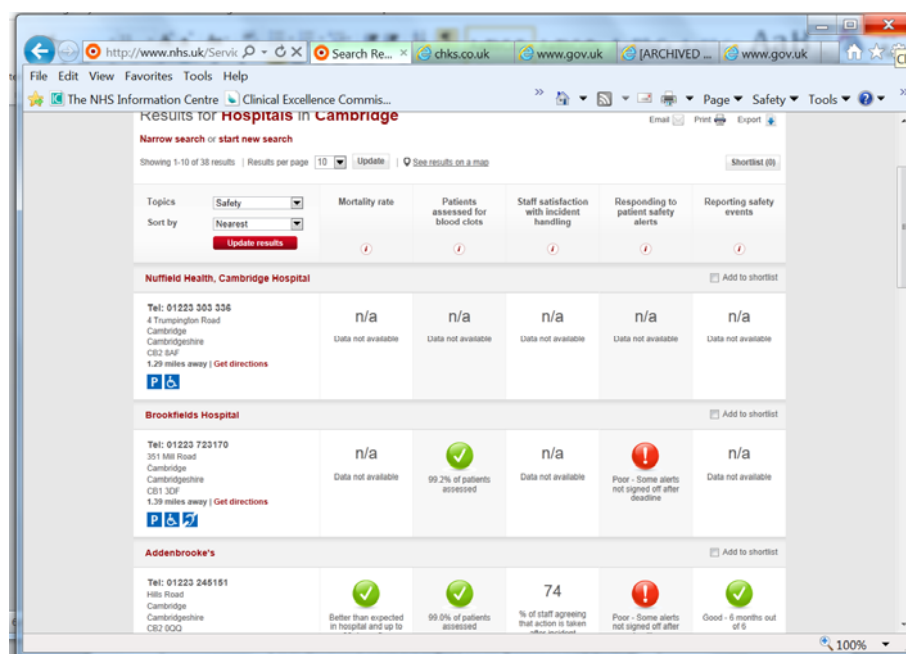 http://www.nhs.uk/Servic
Search Re...
chks.co.uk
www.gov.uk
[ARCHIVED ...
www.gov.uk
File Edit View Favorites Tools Help
The NHS Information Centre Clinical Excellence Commis...
Page Safety Tools
Results for Hospitals in Cambridge
Email Print Export
Narrow search or start new search
Showing 1-10 of 38 results | Results per page 10 Update | See results on a map
Shortlist (0)
Topics Safety
Sort by Nearest
Update results
Mortality rate
Patients assessed for blood clots
Staff satisfaction with incident handling
Responding to patient safety alerts
Reporting safety events
Nuffield Health, Cambridge Hospital
Add to shortlist
Tel: 01223 303 336
4 Trumpington Road
Cambridge
Cambridgeshire
CB2 8AF
1.29 miles away | Get directions
P
n/a
Data not available
n/a
Data not available
n/a
Data not available
n/a
Data not available
n/a
Data not available
Brookfields Hospital
Add to shortlist
Tel: 01223 723170
351 Mill Road
Cambridge
Cambridgeshire
CB1 3DF
1.39 miles away | Get directions
P
n/a
Data not available
99.2% of patients
assessed
n/a
Data not available
Poor - Some alerts
not signed off after
deadline
n/a
Data not available
Addenbrooke's
Add to shortlist
Tel: 01223 245151
Hills Road
Cambridge
Cambridgeshire
CB2 0QQ
Better than expected
in hospital and up to
99.0% of patients
assessed
74
% of staff agreeing
that action is taken
after incident
Poor - Some alerts
not signed off after
Good - 6 months out
of 6
100%